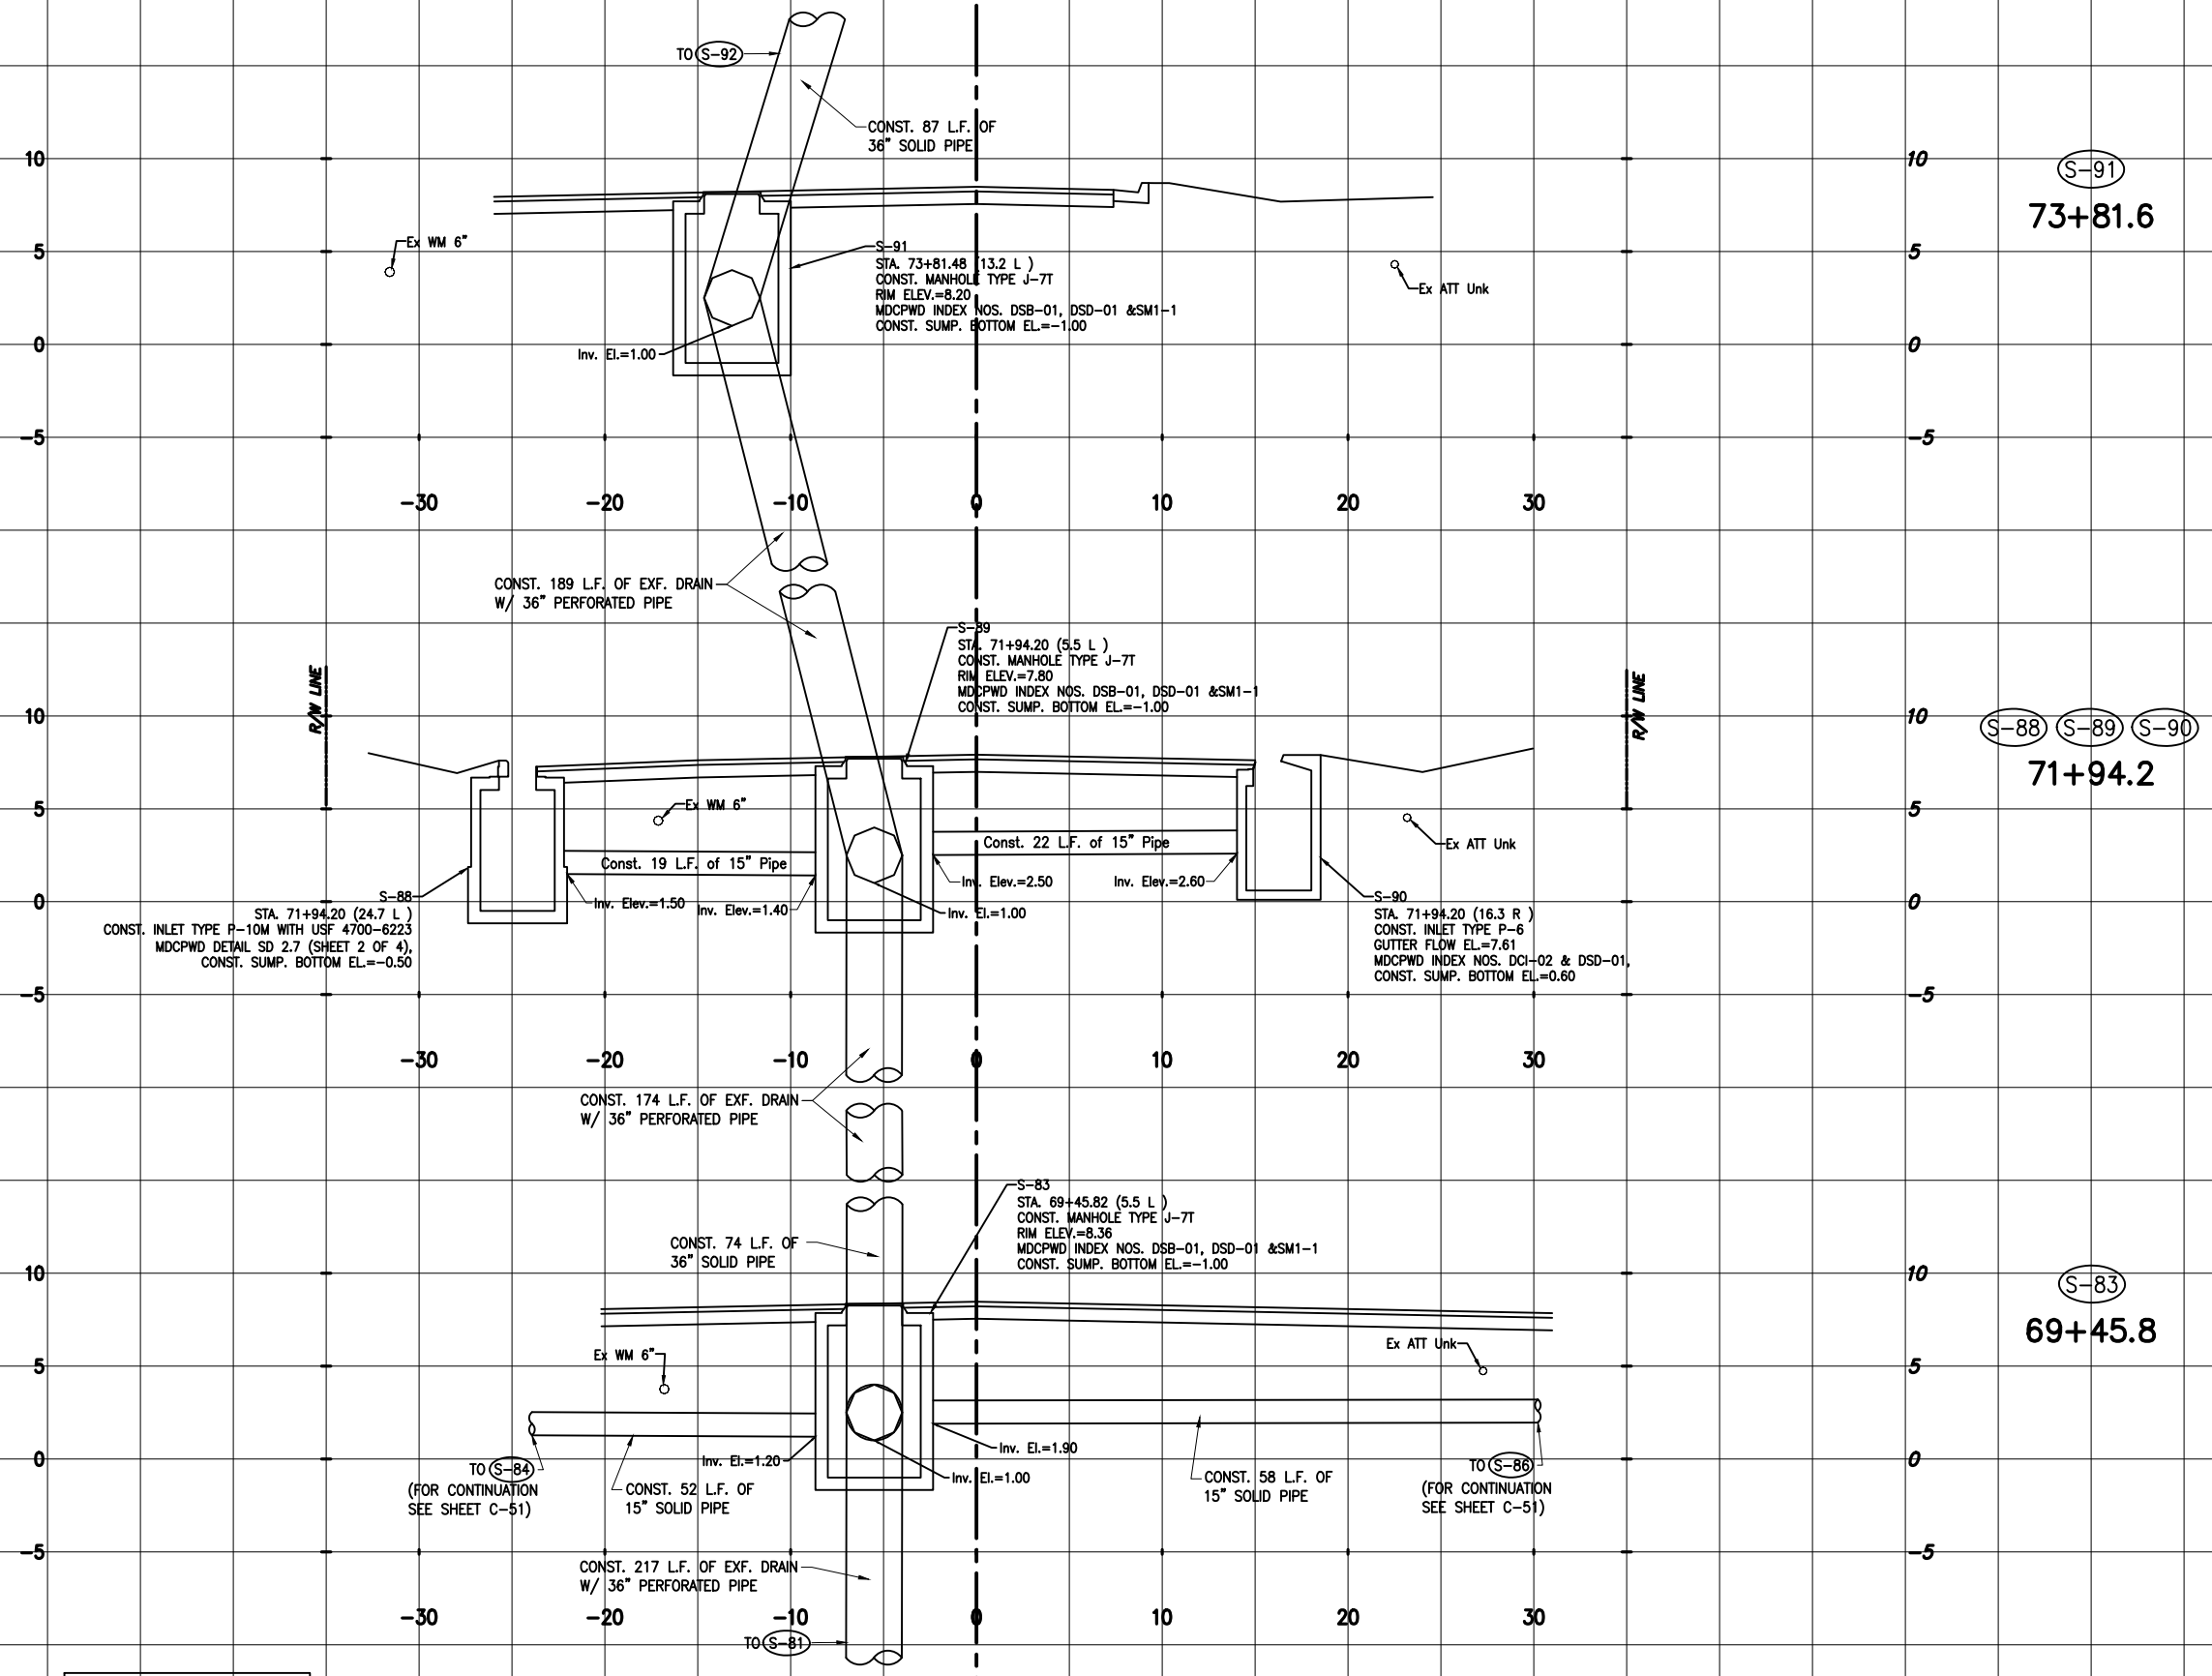 TO S-92
CONST. 87 L.F. OF
36" SOLID PIPE
10
10
S-91
73+81.6
Ex WM 6"
5
5
S-91
STA. 73+81.48 (13.2 L )
CONST. MANHOLE TYPE J-7T
RIM ELEV.=8.20
MDCPWD INDEX NOS. DSB-01, DSD-01 &SM1-1
CONST. SUMP. BOTTOM EL.=-1.00
Ex ATT Unk
0
Inv. El.=1.00
0
-5
-5
-30
-20
-10
0
10
20
30
CONST. 189 L.F. OF EXF. DRAIN
W/ 36" PERFORATED PIPE
S-89
STA. 71+94.20 (5.5 L )
CONST. MANHOLE TYPE J-7T
RIM ELEV.=7.80
MDCPWD INDEX NOS. DSB-01, DSD-01 &SM1-1
CONST. SUMP. BOTTOM EL.=-1.00
R/W LINE
R/W LINE
10
10
S-88
S-89
S-90
71+94.2
5
5
Ex WM 6"
Const. 19 L.F. of 15" Pipe
Const. 22 L.F. of 15" Pipe
Ex ATT Unk
Inv. Elev.=2.50
Inv. Elev.=2.60
0
0
Inv. Elev.=1.50
Inv. Elev.=1.40
Inv. El.=1.00
S-88
STA. 71+94.20 (24.7 L )
CONST. INLET TYPE P-10M WITH USF 4700-6223
MDCPWD DETAIL SD 2.7 (SHEET 2 OF 4),
CONST. SUMP. BOTTOM EL.=-0.50
S-90
STA. 71+94.20 (16.3 R )
CONST. INLET TYPE P-6
GUTTER FLOW EL.=7.61
MDCPWD INDEX NOS. DCI-02 & DSD-01,
CONST. SUMP. BOTTOM EL.=0.60
-5
-5
-30
-20
-10
0
10
20
30
CONST. 174 L.F. OF EXF. DRAIN
W/ 36" PERFORATED PIPE
S-83
STA. 69+45.82 (5.5 L )
CONST. MANHOLE TYPE J-7T
RIM ELEV.=8.36
MDCPWD INDEX NOS. DSB-01, DSD-01 &SM1-1
CONST. SUMP. BOTTOM EL.=-1.00
CONST. 74 L.F. OF
36" SOLID PIPE
10
10
S-83
69+45.8
Ex WM 6"
Ex ATT Unk
5
5
Inv. El.=1.20
Inv. El.=1.90
Inv. El.=1.00
0
0
TO S-84
(FOR CONTINUATION
SEE SHEET C-51)
CONST. 52 L.F. OF
15" SOLID PIPE
CONST. 58 L.F. OF
15" SOLID PIPE
TO S-86
(FOR CONTINUATION
SEE SHEET C-51)
-5
-5
CONST. 217 L.F. OF EXF. DRAIN
W/ 36" PERFORATED PIPE
-30
-20
-10
0
10
20
30
TO S-81